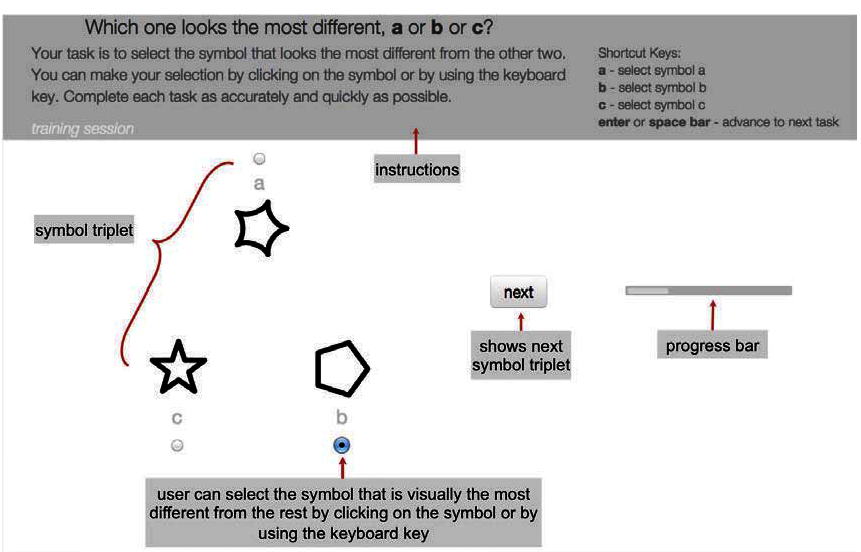 Which one looks the most different, a or b or c?
Your task is to select the symbol that looks the most different from the other two.
You can make your selection by clicking on the symbol or by using the keyboard
key. Complete each task as accurately and quickly as possible.
training session
Shortcut Keys:
a - select symbol a
b - select symbol b
c - select symbol c
enter or space bar - advance to next task
instructions
a
symbol triplet
next
shows next
symbol triplet
progress bar
c
b
user can select the symbol that is visually the most
different from the rest by clicking on the symbol or by
using the keyboard key